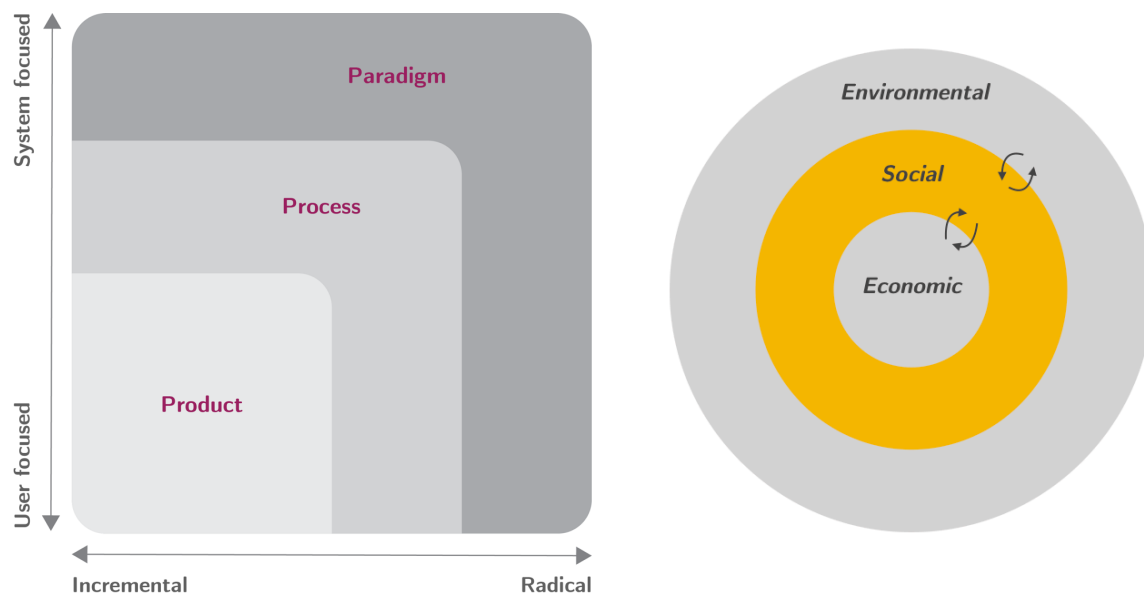 System focused
User focused
Paradigm
Process
Product
Incremental
Radical
Environmental
Social
Economic